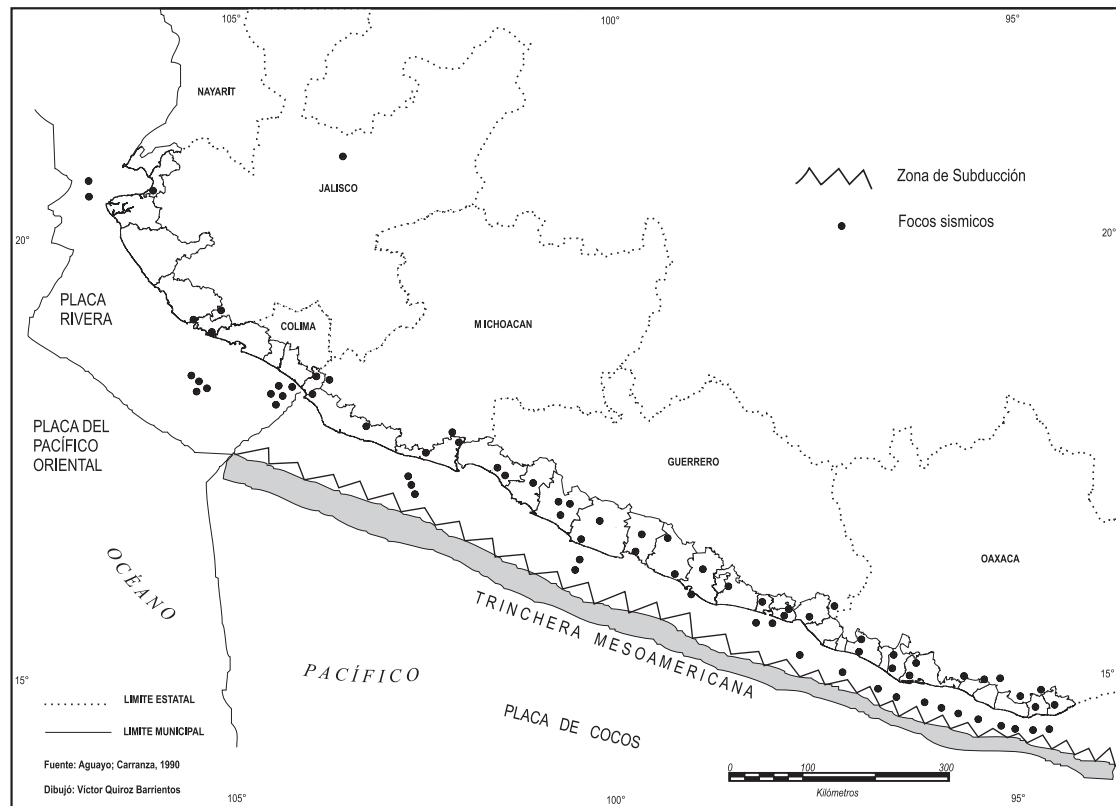 105°
100°
95°
NAYARIT
JALISCO
Zona de Subducción
Focos sismicos
20°
20°
PLACA
RIVERA
COLIMA
MICHOACAN
PLACA DEL
PACÍFICO
ORIENTAL
GUERRERO
OAXACA
OCÉANO
PACÍFICO
TRINCHERA MESOAMERICANA
PLACA DE COCOS
15°
15°
LIMITE ESTATAL
LIMITE MUNICIPAL
Fuente: Aguayo; Carranza, 1990
Dibujó: Víctor Quiroz Barrientos
0 100 300
Kilómetros
105°
100°
95°